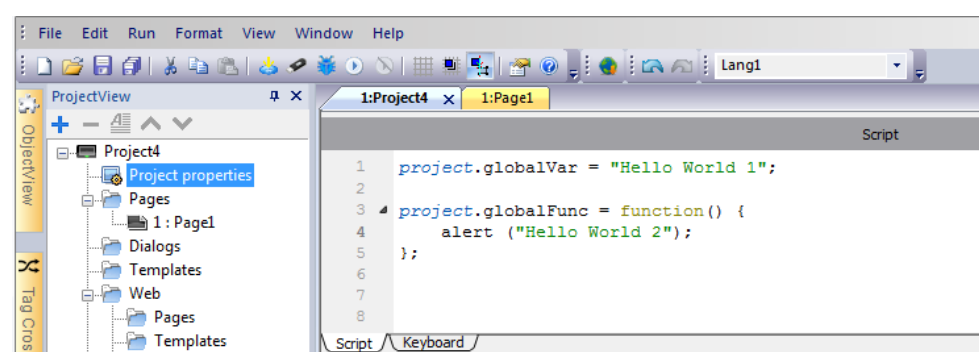 File Edit Run Format View Window Help
Lang1
ObjectView
Tag Cros
ProjectView
Project4
Project properties
Pages
1 : Page1
Dialogs
Templates
Web
Pages
Templates
1:Project4 1:Page1
Script
1 project.globalVar = "Hello World 1";
2
3 project.globalFunc = function() {
4 alert ("Hello World 2");
5 };
6
7
8
Script Keyboard